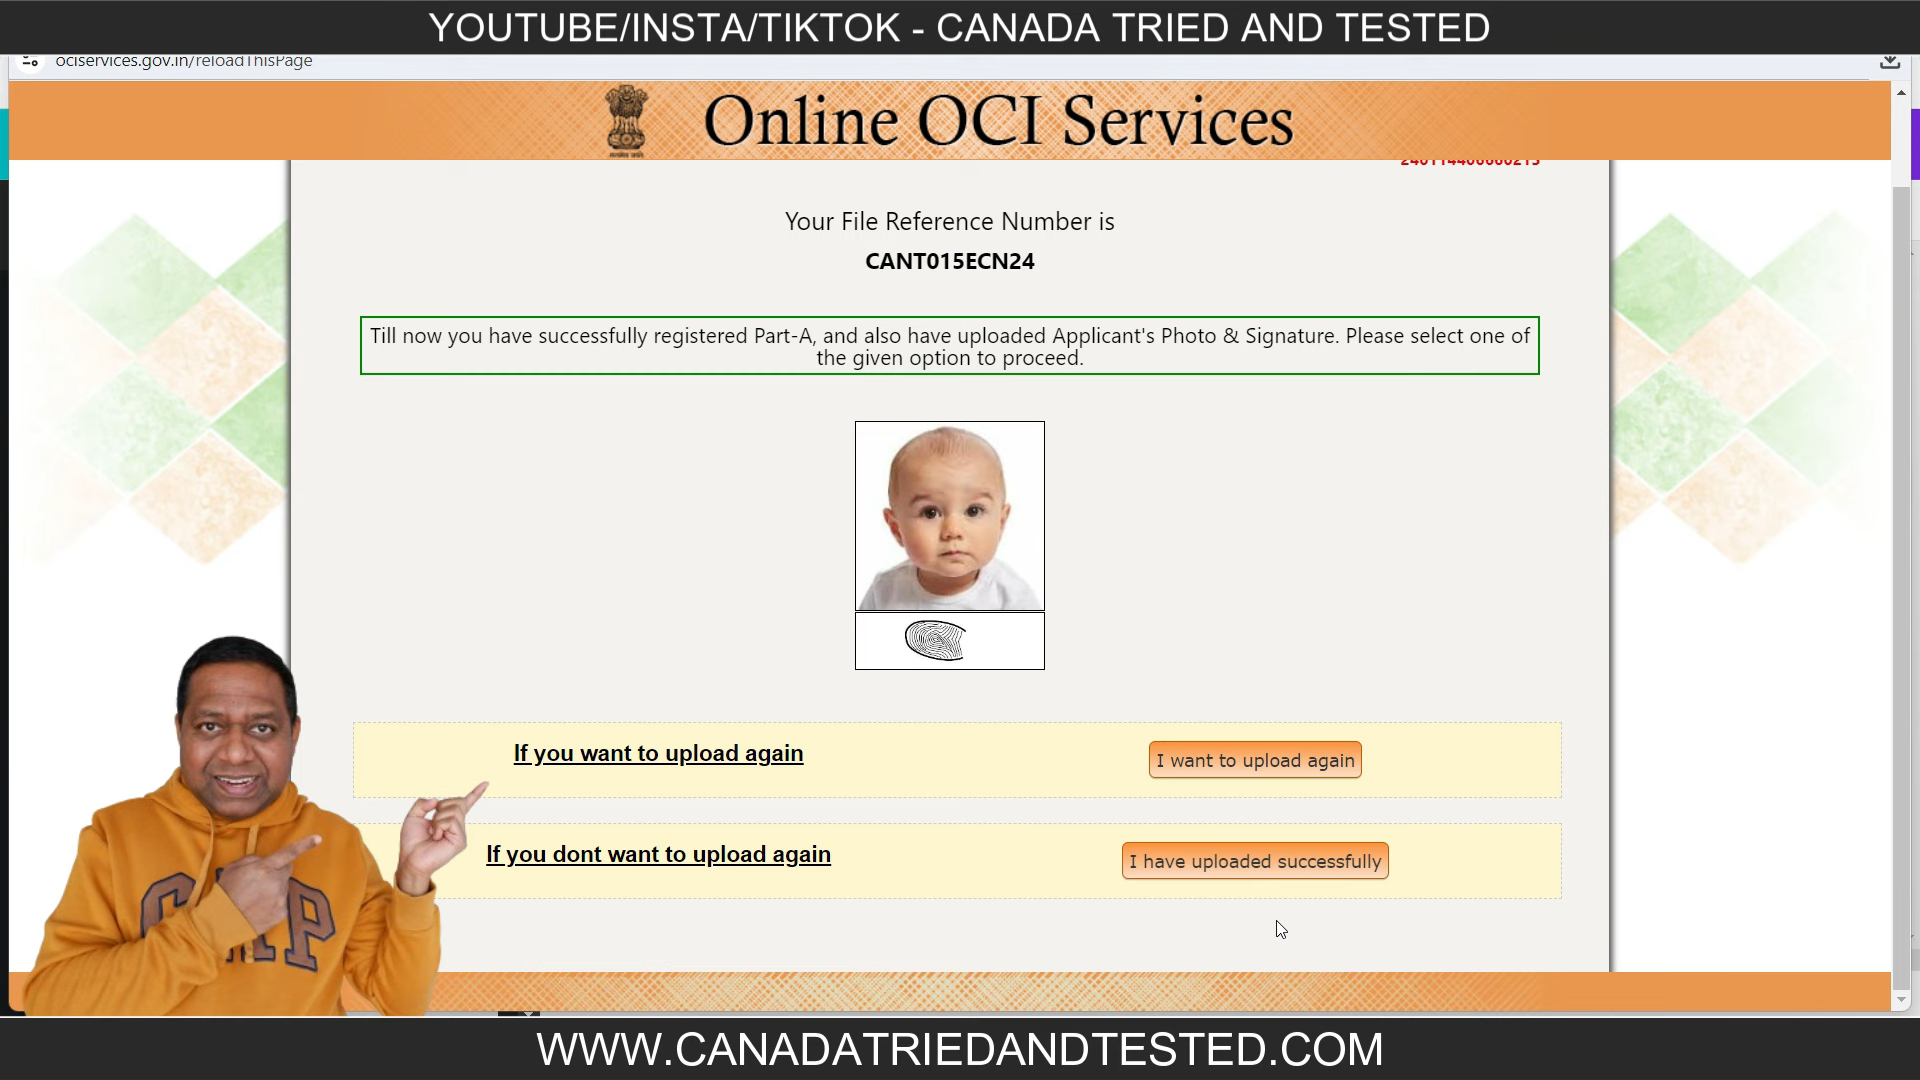 YOUTUBE/INSTA/TIKTOK - CANADA TRIED AND TESTED
ociservices.gov.in/reloadThisPage
Online OCI Services
Your File Reference Number is
CANT015ECN24
Till now you have successfully registered Part-A, and also have uploaded Applicant's Photo & Signature. Please select one of
the given option to proceed.
If you want to upload again
I want to upload again
If you dont want to upload again
I have uploaded successfully
WWW.CANADATRIEDANDTESTED.COM